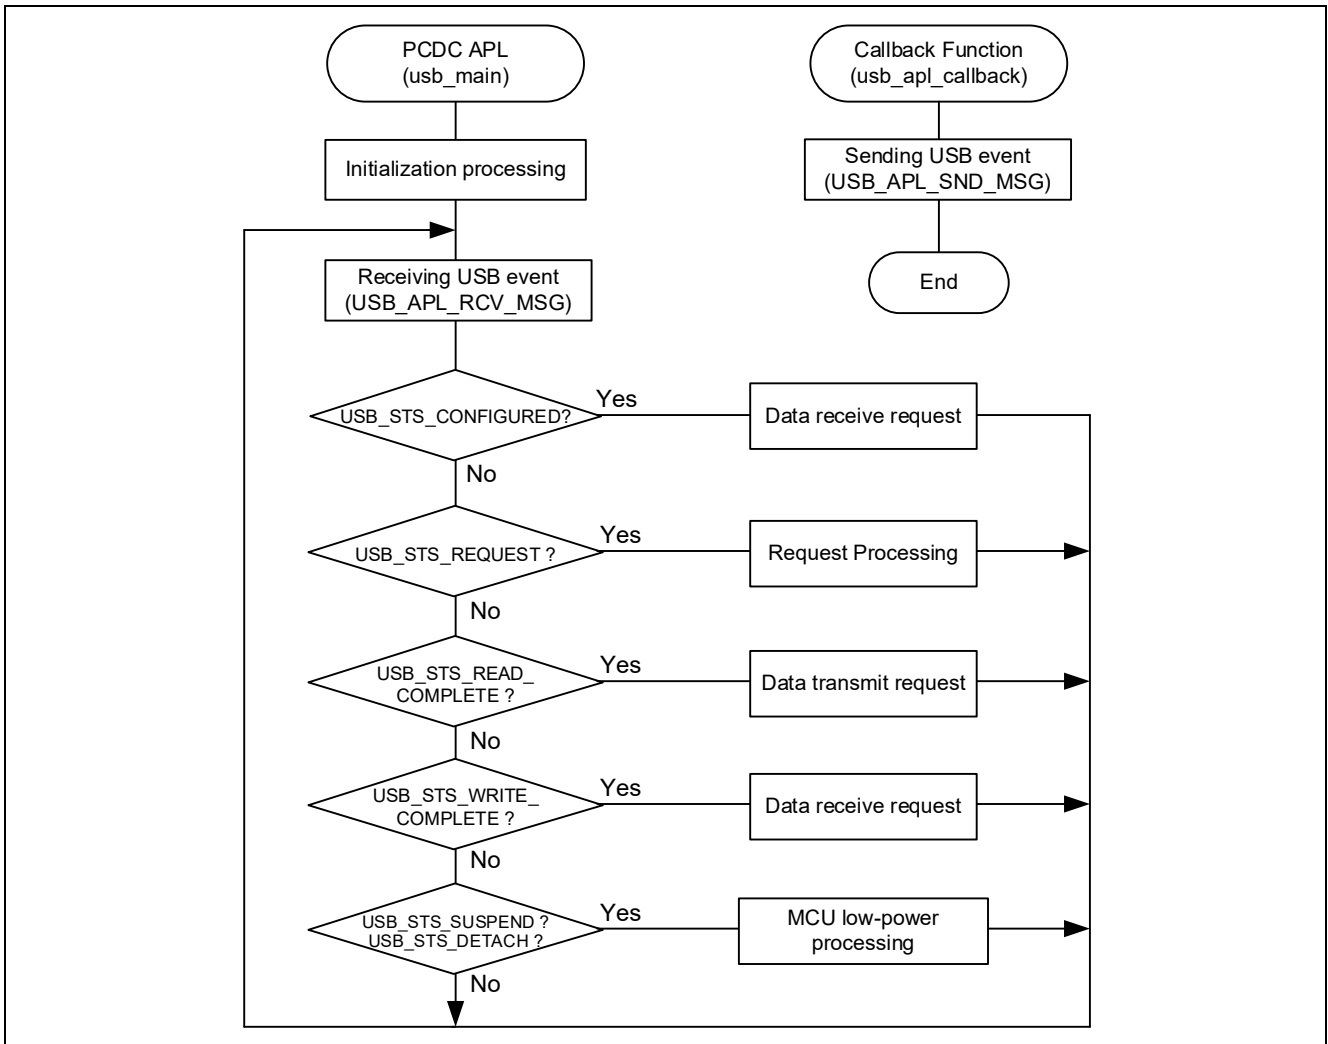 PCDC APL
(usb_main)
Initialization processing
Receiving USB event
(USB_APL_RCV_MSG)
USB_STS_CONFIGURED?
Yes
Data receive request
No
USB_STS_REQUEST ?
Yes
Request Processing
No
USB_STS_READ_
COMPLETE ?
Yes
Data transmit request
No
USB_STS_WRITE_
COMPLETE ?
Yes
Data receive request
No
USB_STS_SUSPEND ?
USB_STS_DETACH ?
Yes
MCU low-power
processing
No
Callback Function
(usb_apl_callback)
Sending USB event
(USB_APL_SND_MSG)
End